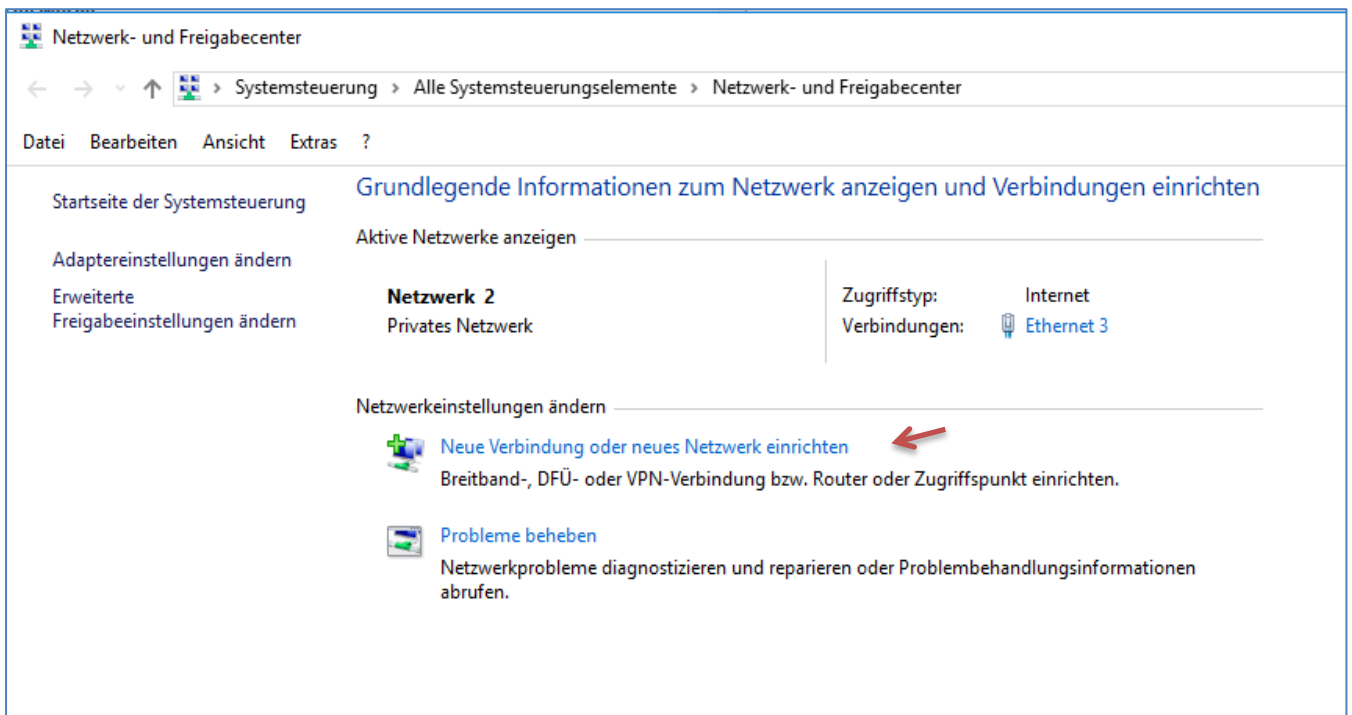 Netzwerk- und Freigabecenter
Systemsteuerung > Alle Systemsteuerungselemente > Netzwerk- und Freigabecenter
Datei Bearbeiten Ansicht Extras ?
Startseite der Systemsteuerung
Adaptereinstellungen ändern
Erweiterte
Freigabeeinstellungen ändern
Grundlegende Informationen zum Netzwerk anzeigen und Verbindungen einrichten
Aktive Netzwerke anzeigen
Netzwerk 2
Privates Netzwerk
Zugriffstyp: Internet
Verbindungen: Ethernet 3
Netzwerkeinstellungen ändern
Neue Verbindung oder neues Netzwerk einrichten
Breitband-, DFÜ- oder VPN-Verbindung bzw. Router oder Zugriffspunkt einrichten.
Probleme beheben
Netzwerkprobleme diagnostizieren und reparieren oder Problembehandlungsinformationen
abrufen.